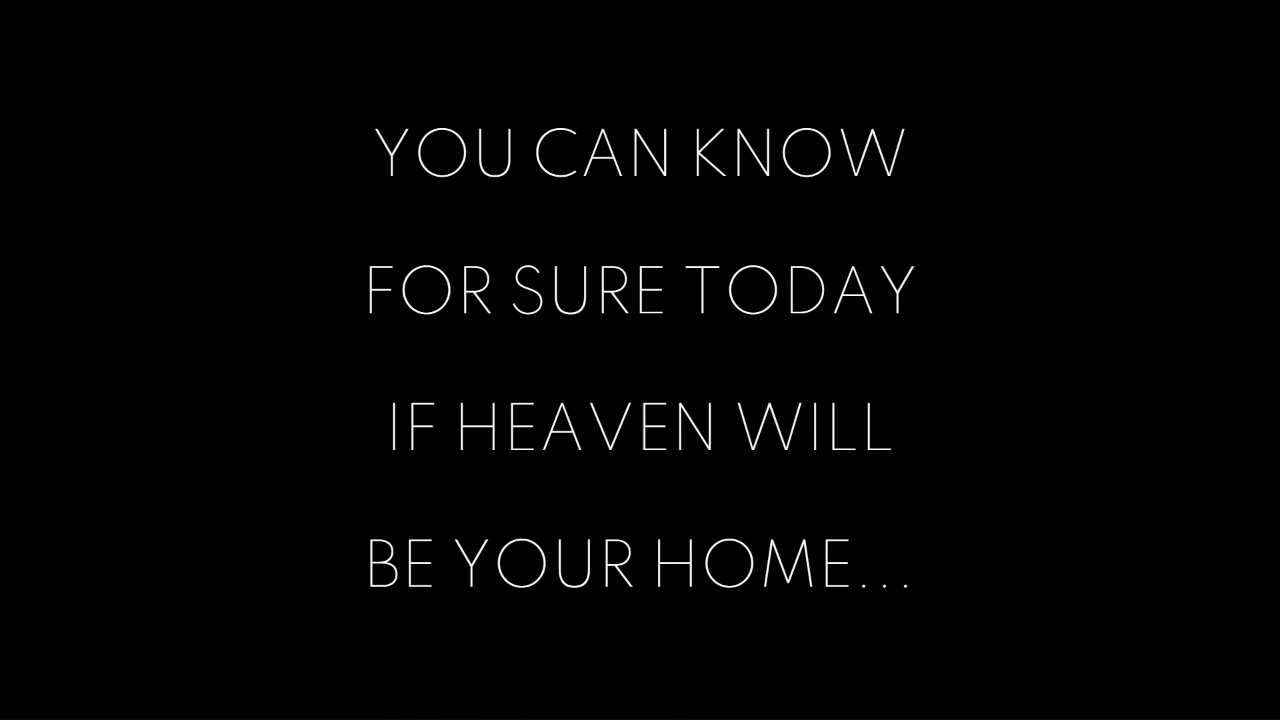 YOU CAN KNOW
FOR SURE TODAY
IF HEAVEN WILL
BE YOUR HOME...